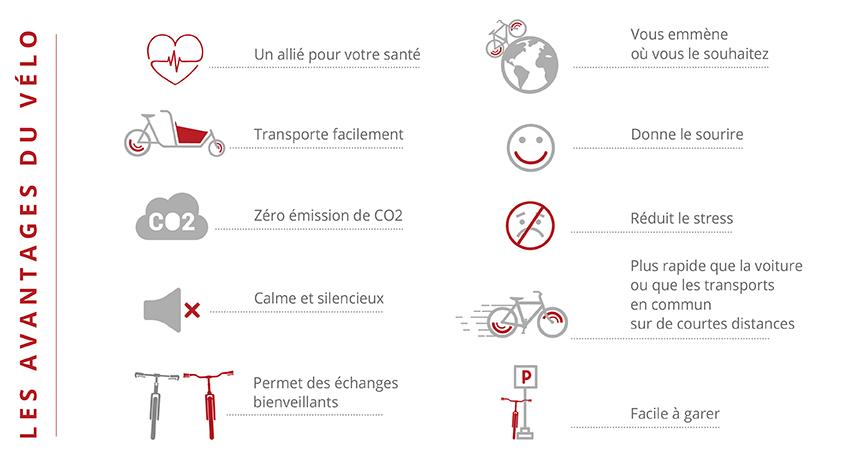 LES AVANTAGES DU VÉLO
Un allié pour votre santé
Transporte facilement
CO2
Zéro émission de CO2
Calme et silencieux
Permet des échanges
bienveillants
Vous emmène
où vous le souhaitez
Donne le sourire
Réduit le stress
Plus rapide que la voiture
ou que les transports
en commun
sur de courtes distances
P
Facile à garer